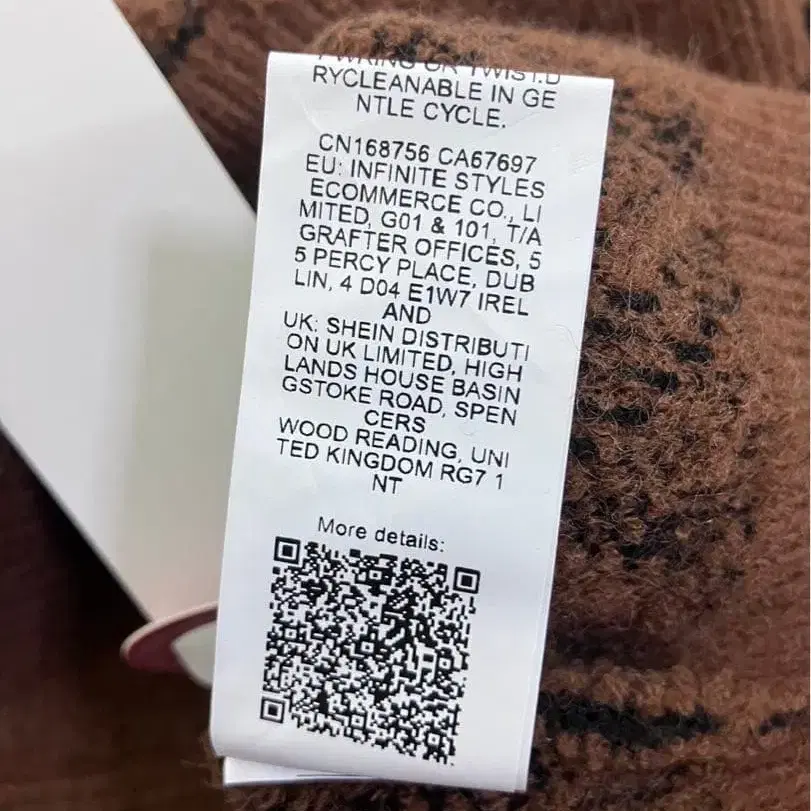 OR TWIST.D
RYCLEANABLE IN GE
NTLE CYCLE.
CN168756 CA67697
EU: INFINITE STYLES
ECOMMERCE CO., LI
MITED, G01 & 101, T/A
GRAFTER OFFICES, 5
5 PERCY PLACE, DUB
LIN, 4 D04 E1W7 IREL
AND
UK: SHEIN DISTRIBUTI
ON UK LIMITED, HIGH
LANDS HOUSE BASIN
GSTOKE ROAD, SPEN
CERS
WOOD READING, UNI
TED KINGDOM RG7 1
NT
More details: